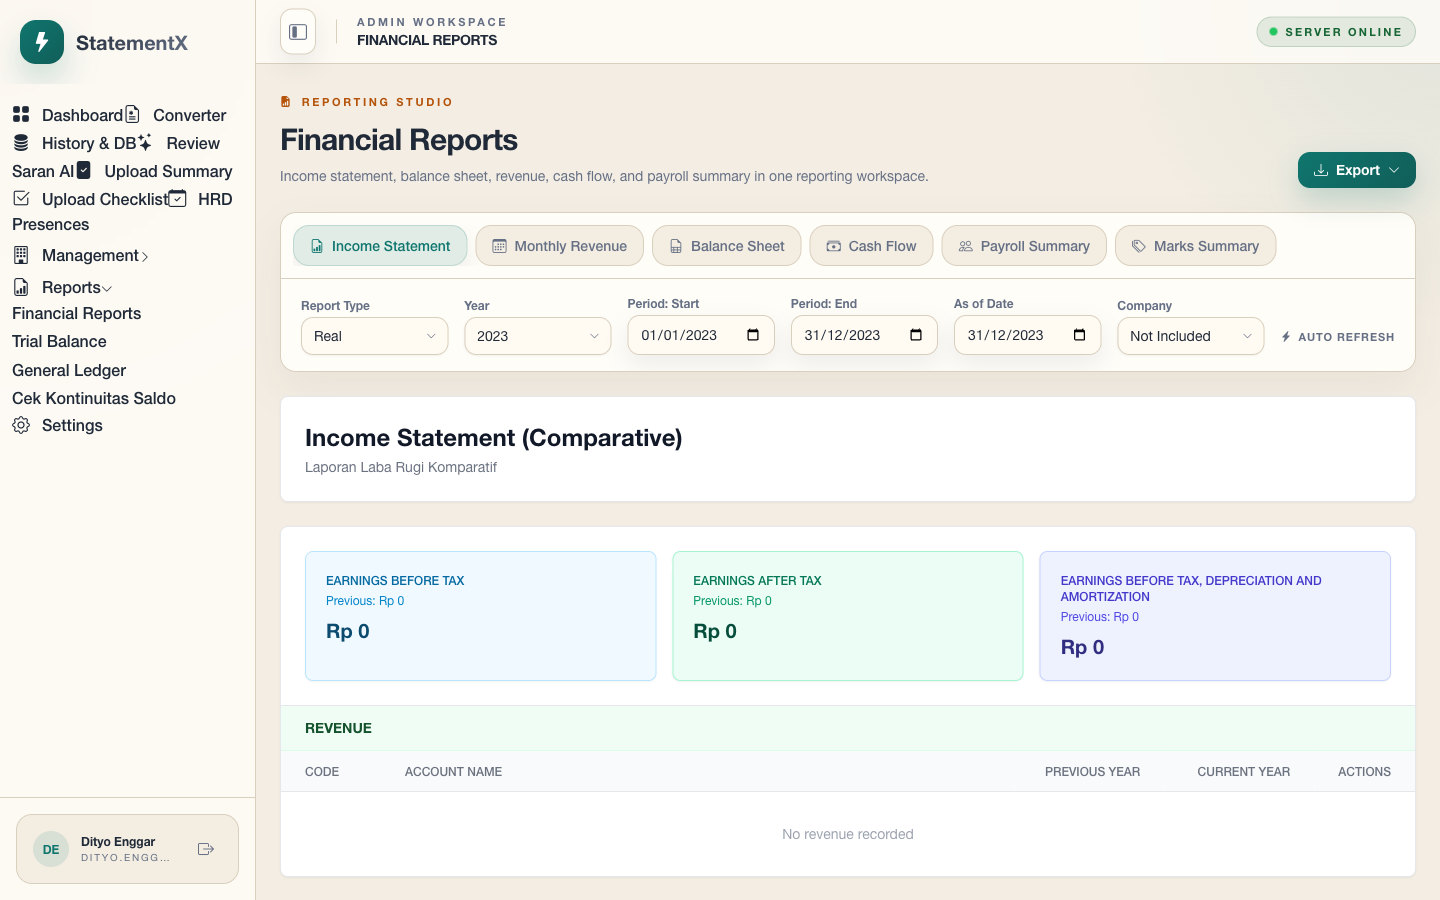 StatementX
Dashboard Converter
History & DB Review
Saran AI Upload Summary
Upload Checklist HRD
Presences
Management
Reports
Financial Reports
Trial Balance
General Ledger
Cek Kontinuitas Saldo
Settings
DE
Dityo Enggar
DITYO.ENGG...
ADMIN WORKSPACE
FINANCIAL REPORTS
SERVER ONLINE
REPORTING STUDIO
Financial Reports
Income statement, balance sheet, revenue, cash flow, and payroll summary in one reporting workspace.
Export
Income Statement Monthly Revenue Balance Sheet Cash Flow Payroll Summary Marks Summary
Report Type Year Period: Start Period: End As of Date Company
Real 2023 01/01/2023 31/12/2023 31/12/2023 Not Included AUTO REFRESH
Income Statement (Comparative)
Laporan Laba Rugi Komparatif
EARNINGS BEFORE TAX
Previous: Rp 0
Rp 0
EARNINGS AFTER TAX
Previous: Rp 0
Rp 0
EARNINGS BEFORE TAX, DEPRECIATION AND
AMORTIZATION
Previous: Rp 0
Rp 0
REVENUE
CODE ACCOUNT NAME PREVIOUS YEAR CURRENT YEAR ACTIONS
No revenue recorded